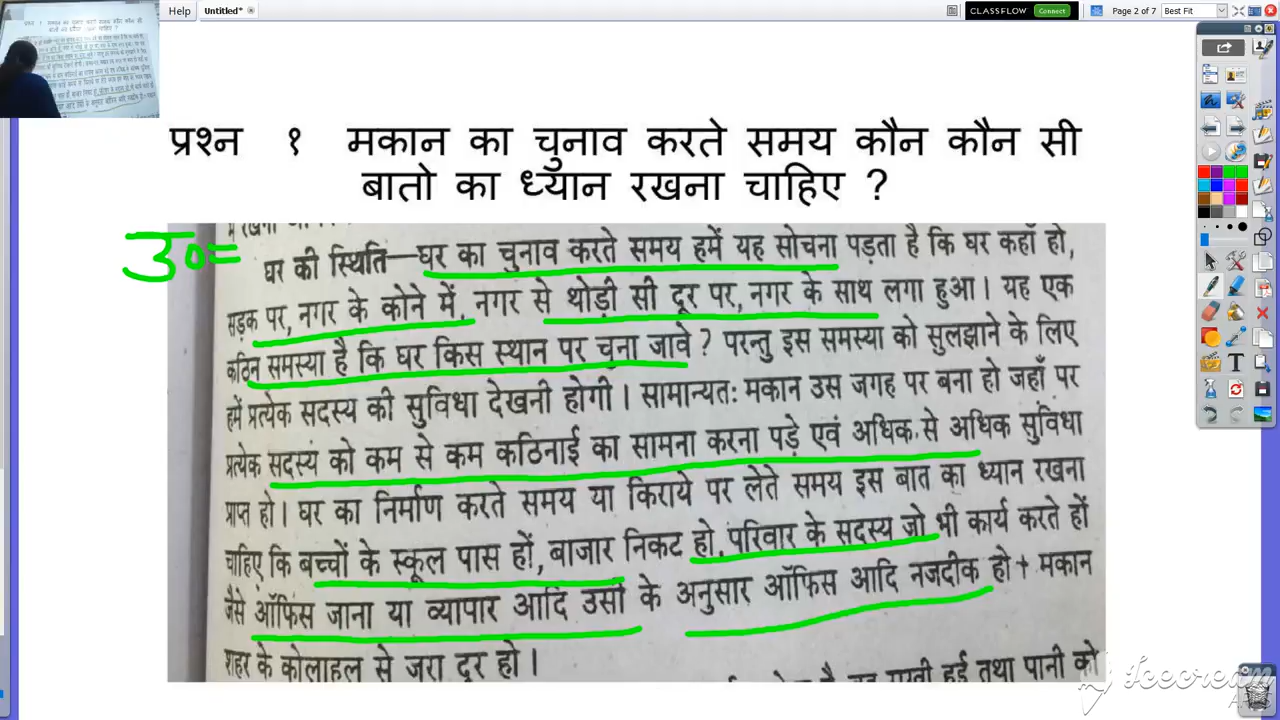 Help Untitled* CLASSFLOW Connect Page 2 of 7 Best Fit
प्रश्न १ मकान का चुनाव करते समय कौन कौन सी
बातो का ध्यान रखना चाहिए ?
उ०=
घर की स्थिति—घर का चुनाव करते समय हमें यह सोचना पड़ता है कि घर कहाँ हो,
सड़क पर, नगर के कोने में, नगर से थोड़ी सी दूर पर, नगर के साथ लगा हुआ। यह एक
कठिन समस्या है कि घर किस स्थान पर चुना जावे ? परन्तु इस समस्या को सुलझाने के लिए
हमें प्रत्येक सदस्य की सुविधा देखनी होगी। सामान्यतः मकान उस जगह पर बना हो जहाँ पर
प्रत्येक सदस्य को कम से कम कठिनाई का सामना करना पड़े एवं अधिक से अधिक सुविधा
प्राप्त हो। घर का निर्माण करते समय या किराये पर लेते समय इस बात का ध्यान रखना
चाहिए कि बच्चों के स्कूल पास हों, बाजार निकट हो, परिवार के सदस्य जो भी कार्य करते हों
जैसे ऑफिस जाना या व्यापार आदि उसी के अनुसार ऑफिस आदि नजदीक हो + मकान
शहर के कोलाहल से जरा दूर हो।
तथा पानी को
Icecream
APPS